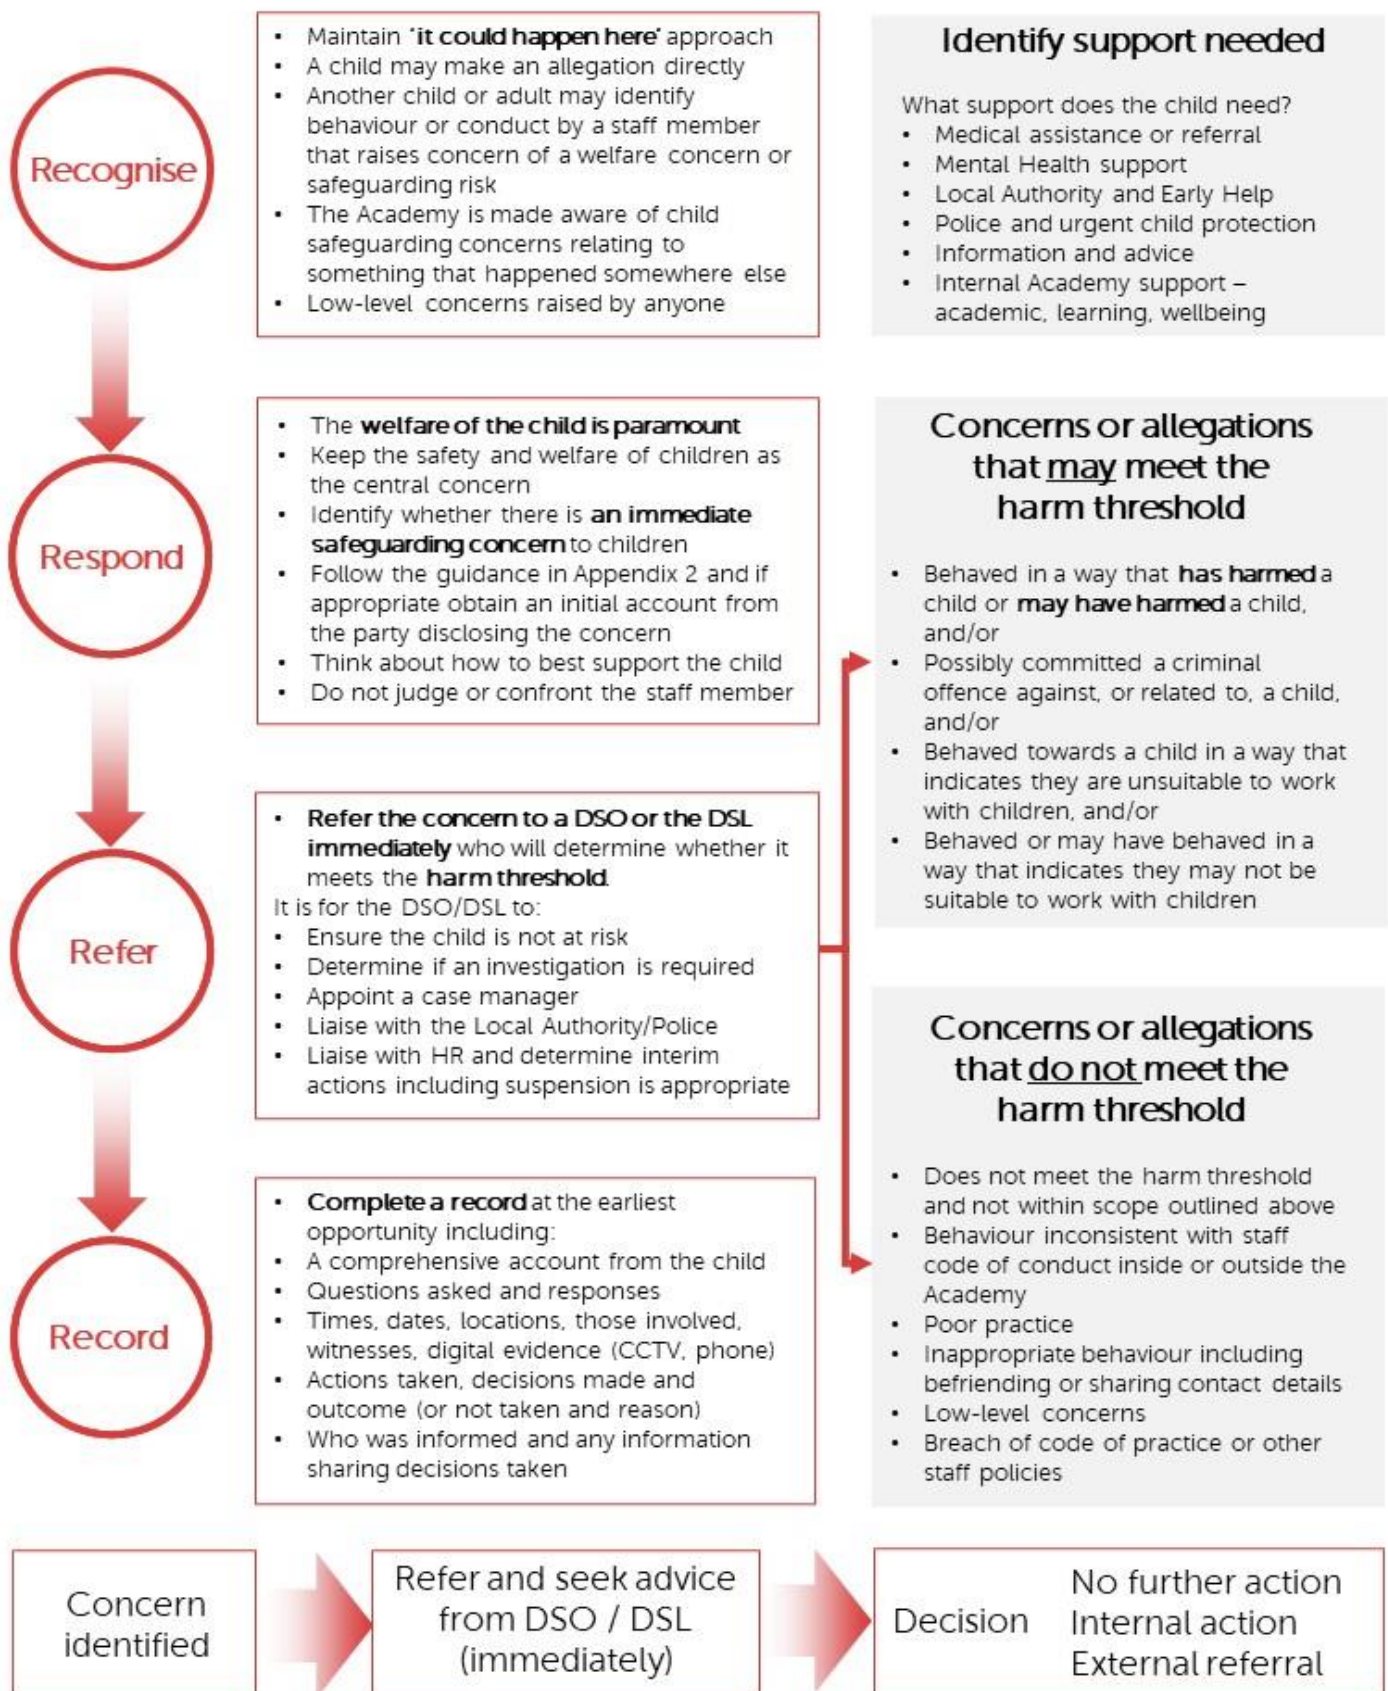 Recognise
• Maintain 'it could happen here' approach
• A child may make an allegation directly
• Another child or adult may identify
behaviour or conduct by a staff member
that raises concern of a welfare concern or
safeguarding risk
• The Academy is made aware of child
safeguarding concerns relating to
something that happened somewhere else
• Low-level concerns raised by anyone
Identify support needed
What support does the child need?
• Medical assistance or referral
• Mental Health support
• Local Authority and Early Help
• Police and urgent child protection
• Information and advice
• Internal Academy support –
academic, learning, wellbeing
Respond
• The welfare of the child is paramount
• Keep the safety and welfare of children as
the central concern
• Identify whether there is an immediate
safeguarding concern to children
• Follow the guidance in Appendix 2 and if
appropriate obtain an initial account from
the party disclosing the concern
• Think about how to best support the child
• Do not judge or confront the staff member
Concerns or allegations
that may meet the
harm threshold
• Behaved in a way that has harmed a
child or may have harmed a child,
and/or
• Possibly committed a criminal
offence against, or related to, a child,
and/or
• Behaved towards a child in a way that
indicates they are unsuitable to work
with children, and/or
• Behaved or may have behaved in a
way that indicates they may not be
suitable to work with children
Refer
• Refer the concern to a DSO or the DSL
immediately who will determine whether it
meets the harm threshold.
It is for the DSO/DSL to:
• Ensure the child is not at risk
• Determine if an investigation is required
• Appoint a case manager
• Liaise with the Local Authority/Police
• Liaise with HR and determine interim
actions including suspension is appropriate
Concerns or allegations
that do not meet the
harm threshold
• Does not meet the harm threshold
and not within scope outlined above
• Behaviour inconsistent with staff
code of conduct inside or outside the
Academy
• Poor practice
• Inappropriate behaviour including
befriending or sharing contact details
• Low-level concerns
• Breach of code of practice or other
staff policies
Record
• Complete a record at the earliest
opportunity including:
• A comprehensive account from the child
• Questions asked and responses
• Times, dates, locations, those involved,
witnesses, digital evidence (CCTV, phone)
• Actions taken, decisions made and
outcome (or not taken and reason)
• Who was informed and any information
sharing decisions taken
Concern
identified
Refer and seek advice
from DSO / DSL
(immediately)
Decision
No further action
Internal action
External referral